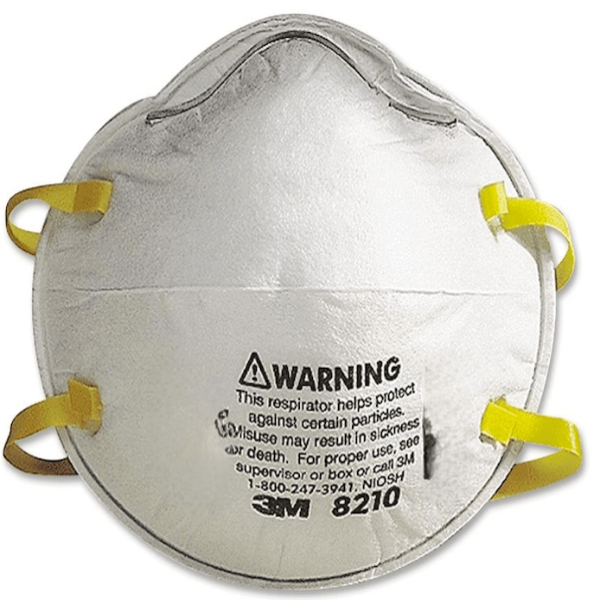 ⚠WARNING
This respirator helps protect
against certain particles.
Misuse may result in sickness
or death. For proper use, see
supervisor or box or call 3M
1-800-247-3941, NIOSH
3M 8210